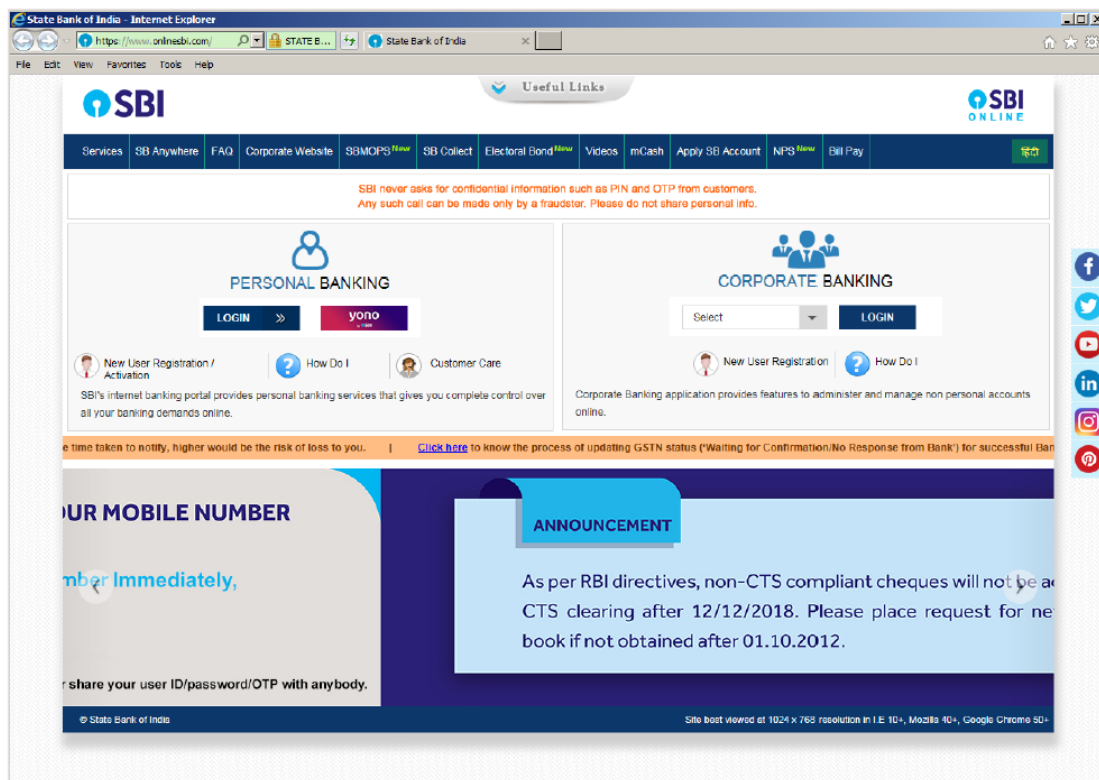 State Bank of India - Internet Explorer
https://www.onlinesbi.com/ STATE B... State Bank of India
File Edit View Favorites Tools Help
Useful Links
SBI
SBI
ONLINE
Services SB Anywhere FAQ Corporate Website SBMOPS New SB Collect Electoral Bond New Videos mCash Apply SB Account NPS New Bill Pay हिंदी
SBI never asks for confidential information such as PIN and OTP from customers.
Any such call can be made only by a fraudster. Please do not share personal info.
PERSONAL BANKING
LOGIN »
yono
New User Registration /
Activation
How Do I
Customer Care
SBI's internet banking portal provides personal banking services that gives you complete control over
all your banking demands online.
CORPORATE BANKING
Select
LOGIN
New User Registration
How Do I
Corporate Banking application provides features to administer and manage non personal accounts
online.
e time taken to notify, higher would be the risk of loss to you. | Click here to know the process of updating GSTN status ('Waiting for Confirmation/No Response from Bank') for successful Ban
OUR MOBILE NUMBER
mber Immediately,
r share your user ID/password/OTP with anybody.
ANNOUNCEMENT
As per RBI directives, non-CTS compliant cheques will not be a
CTS clearing after 12/12/2018. Please place request for ne
book if not obtained after 01.10.2012.
© State Bank of India
Site best viewed at 1024 x 768 resolution in I.E 10+, Mozilla 40+, Google Chrome 50+